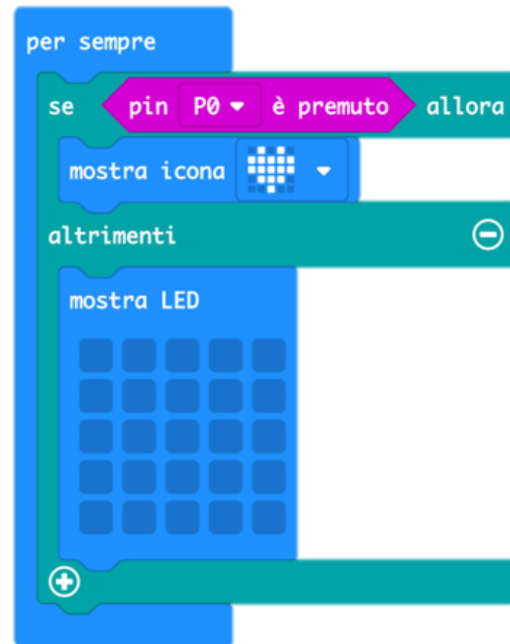 per sempre
se pin P0 è premuto allora
mostra icona
altrimenti
mostra LED